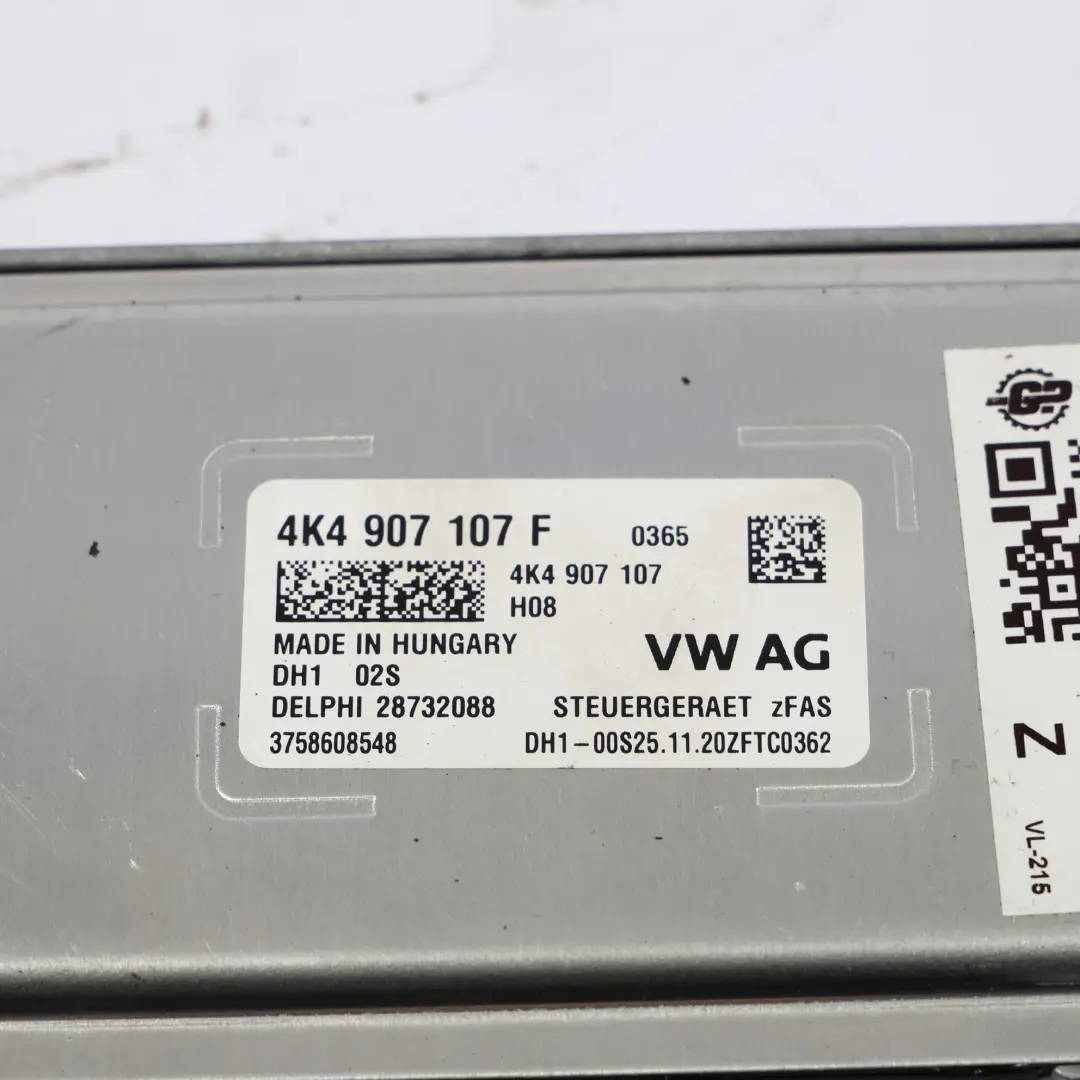 4K4 907 107 F 0365
4K4 907 107
H08
MADE IN HUNGARY
VW AG
DH1 02S
DELPHI 28732088 STEUERGERAET zFAS
3758608548 DH1-00S25.11.20ZFTC0362
GP
Z
VL-215